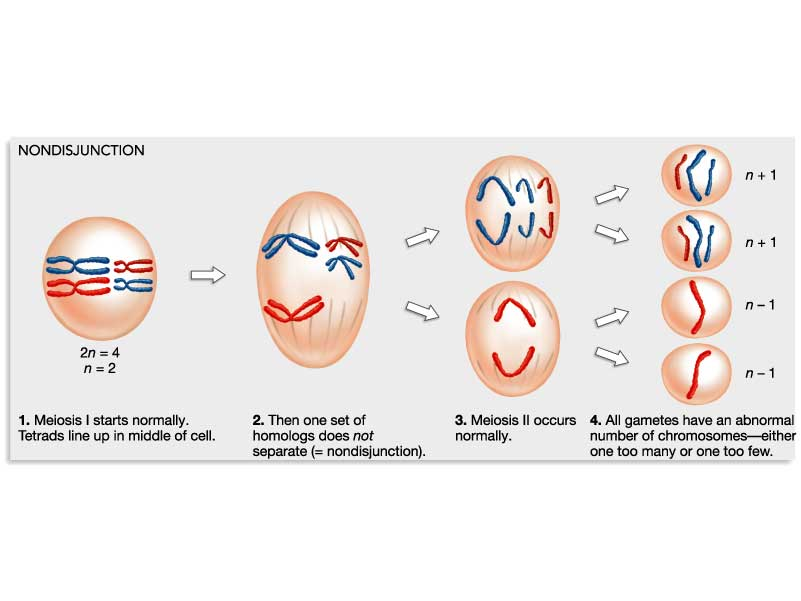 NONDISJUNCTION
2n = 4
n = 2
n + 1
n + 1
n – 1
n – 1
1. Meiosis I starts normally.
Tetrads line up in middle of cell.
2. Then one set of
homologs does not
separate (= nondisjunction).
3. Meiosis II occurs
normally.
4. All gametes have an abnormal
number of chromosomes—either
one too many or one too few.